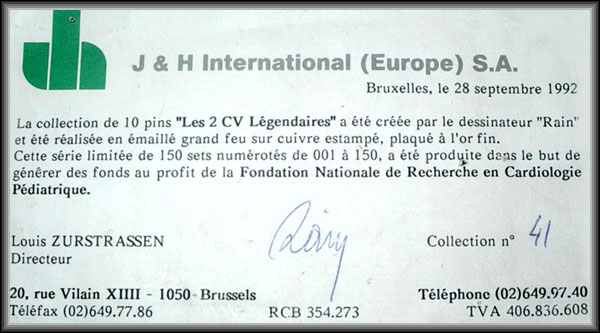 jh
J & H International (Europe) S.A.
Bruxelles, le 28 septembre 1992
La collection de 10 pins "Les 2 CV Légendaires" a été créée par le dessinateur "Rain"
et été réalisée en émaillé grand feu sur cuivre estampé, plaqué à l'or fin.
Cette série limitée de 150 sets numérotés de 001 à 150, a été produite dans le but de
générer des fonds au profit de la Fondation Nationale de Recherche en Cardiologie
Pédiatrique.
Louis ZURSTRASSEN
Directeur
Collection n° 41
20, rue Vilain XIIII - 1050 Brussels
Téléphone (02)649.97.40
Téléfax (02)649.77.86
RCB 354.273
TVA 406.836.608